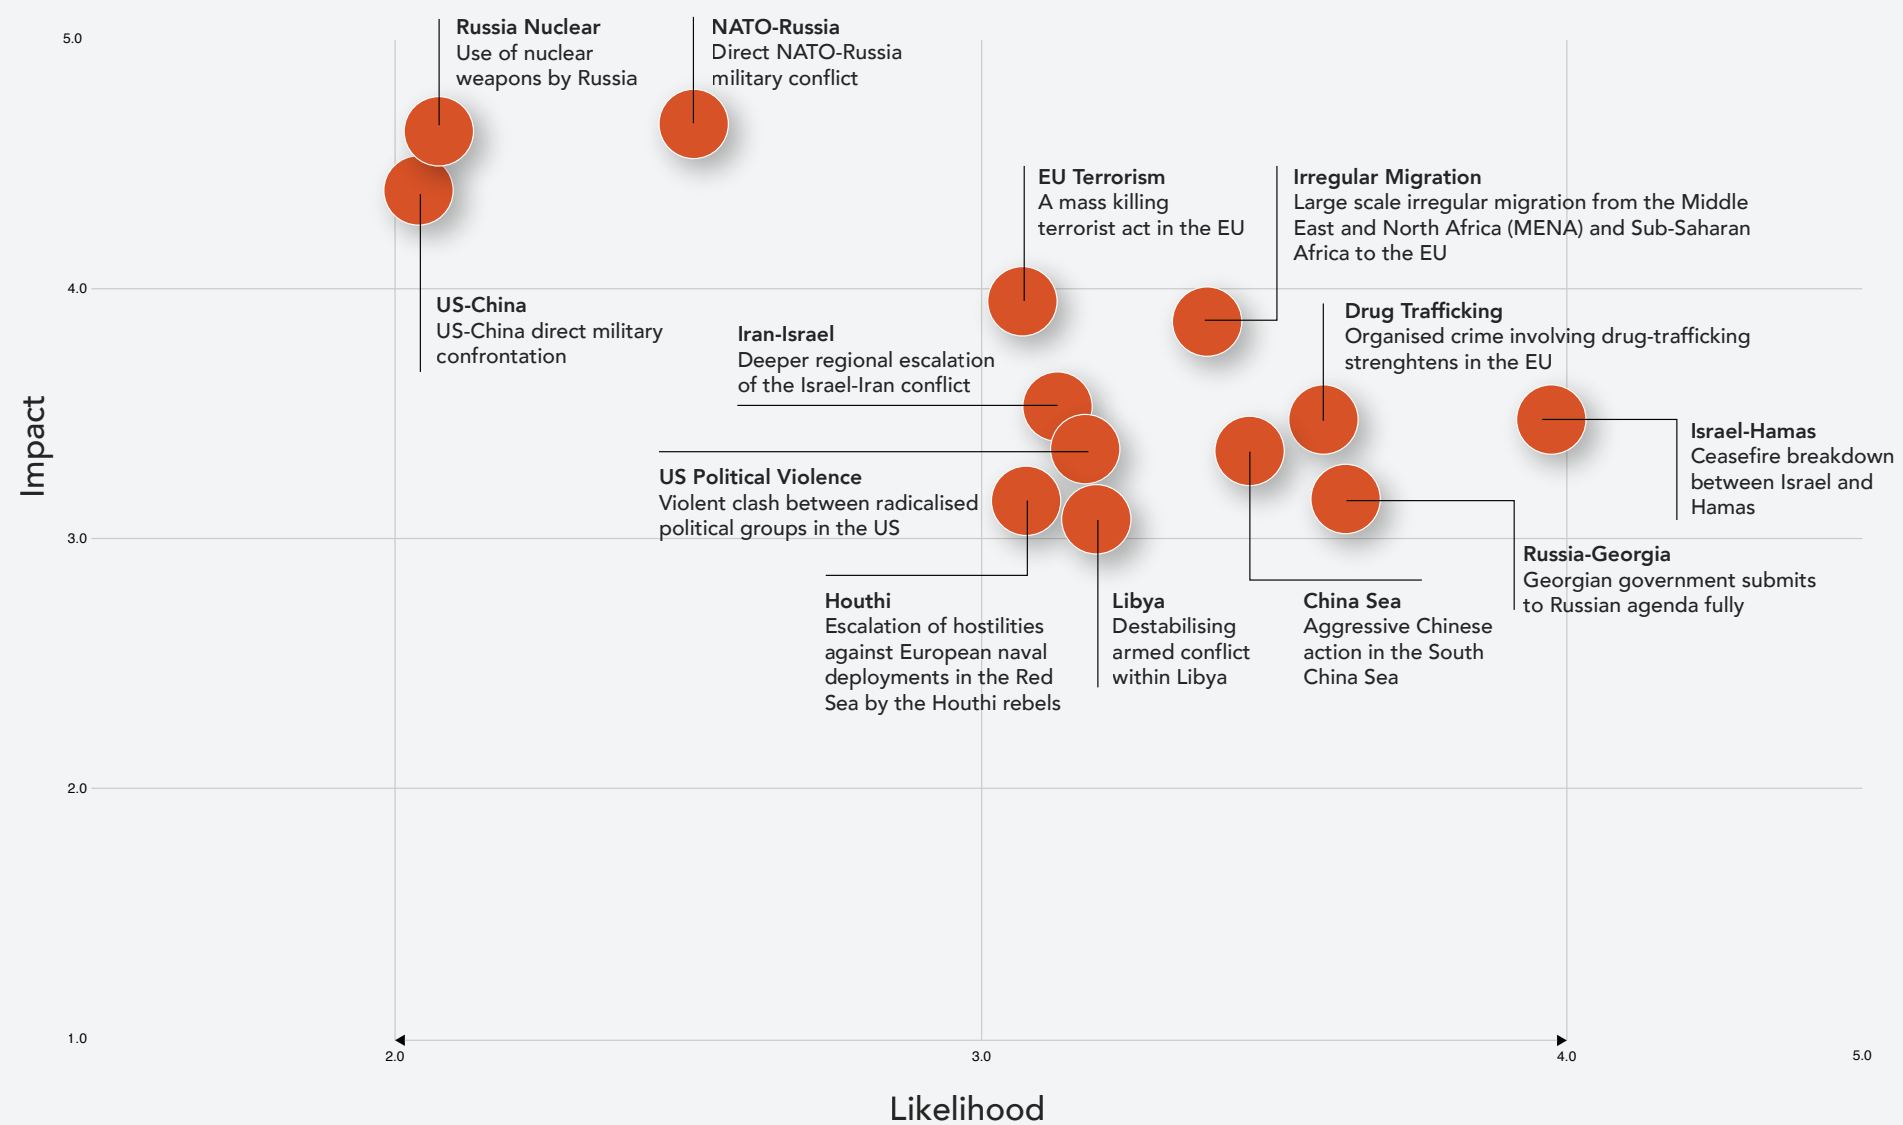 5.0
Russia Nuclear
Use of nuclear
weapons by Russia
NATO-Russia
Direct NATO-Russia
military conflict
EU Terrorism
A mass killing
terrorist act in the EU
Irregular Migration
Large scale irregular migration from the Middle
East and North Africa (MENA) and Sub-Saharan
Africa to the EU
4.0
US-China
US-China direct military
confrontation
Iran-Israel
Deeper regional escalation
of the Israel-Iran conflict
Drug Trafficking
Organised crime involving drug-trafficking
strenghtens in the EU
Impact
US Political Violence
Violent clash between radicalised
political groups in the US
Israel-Hamas
Ceasefire breakdown
between Israel and
Hamas
3.0
Russia-Georgia
Georgian government submits
to Russian agenda fully
Houthi
Escalation of hostilities
against European naval
deployments in the Red
Sea by the Houthi rebels
Libya
Destabilising
armed conflict
within Libya
China Sea
Aggressive Chinese
action in the South
China Sea
2.0
1.0
2.0
3.0
4.0
5.0
Likelihood